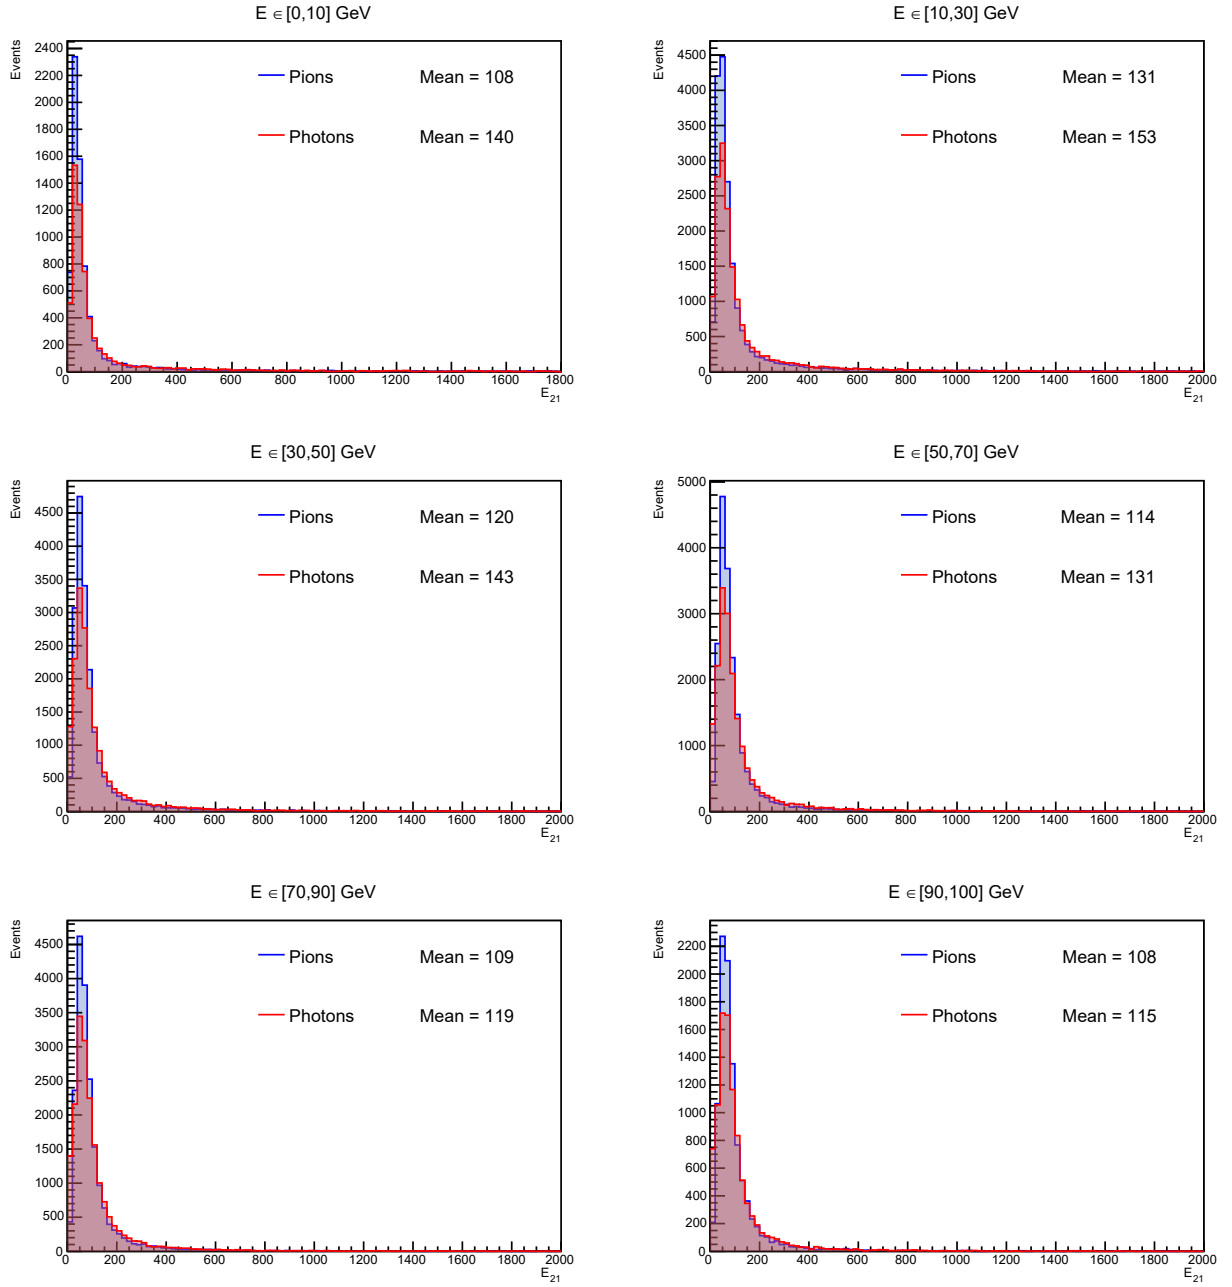 E ∈ [0,10] GeV
Events
Pions Mean = 108
Photons Mean = 140
2400
2200
2000
1800
1600
1400
1200
1000
800
600
400
200
0
0 200 400 600 800 1000 1200 1400 1600 1800
E21
E ∈ [10,30] GeV
Events
Pions Mean = 131
Photons Mean = 153
4500
4000
3500
3000
2500
2000
1500
1000
500
0
0 200 400 600 800 1000 1200 1400 1600 1800 2000
E21
E ∈ [30,50] GeV
Events
Pions Mean = 120
Photons Mean = 143
4500
4000
3500
3000
2500
2000
1500
1000
500
0
0 200 400 600 800 1000 1200 1400 1600 1800 2000
E21
E ∈ [50,70] GeV
Events
Pions Mean = 114
Photons Mean = 131
5000
4000
3000
2000
1000
0
0 200 400 600 800 1000 1200 1400 1600 1800 2000
E21
E ∈ [70,90] GeV
Events
Pions Mean = 109
Photons Mean = 119
4500
4000
3500
3000
2500
2000
1500
1000
500
0
0 200 400 600 800 1000 1200 1400 1600 1800 2000
E21
E ∈ [90,100] GeV
Events
Pions Mean = 108
Photons Mean = 115
2200
2000
1800
1600
1400
1200
1000
800
600
400
200
0
0 200 400 600 800 1000 1200 1400 1600 1800 2000
E21